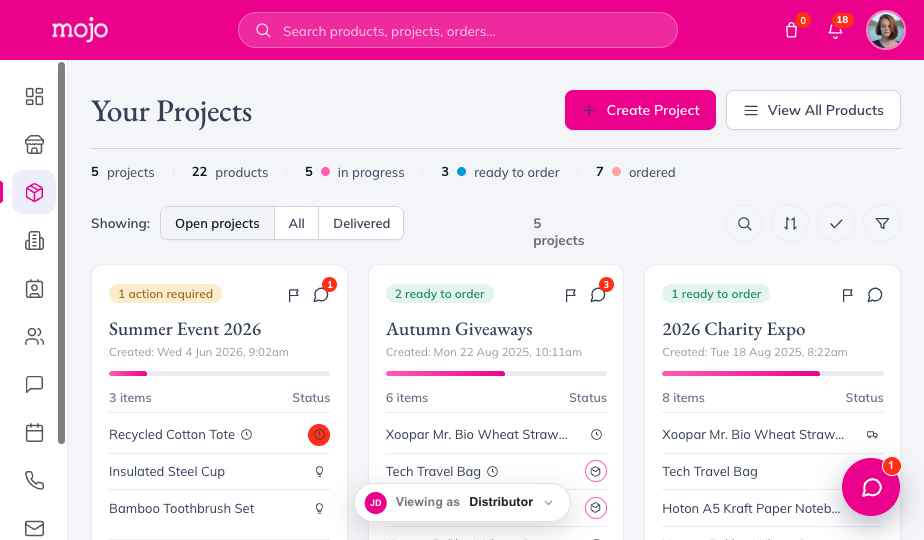 mojo
Search products, projects, orders...
0
18
Your Projects
Create Project
View All Products
5 projects
22 products
5 in progress
3 ready to order
7 ordered
Showing:
Open projects
All
Delivered
5
projects
1 action required
1
Summer Event 2026
Created: Wed 4 Jun 2026, 9:02am
3 items
Status
Recycled Cotton Tote
Insulated Steel Cup
Bamboo Toothbrush Set
2 ready to order
3
Autumn Giveaways
Created: Mon 22 Aug 2025, 10:11am
6 items
Status
Xoopar Mr. Bio Wheat Straw...
Tech Travel Bag
1 ready to order
2026 Charity Expo
Created: Tue 18 Aug 2025, 8:22am
8 items
Status
Xoopar Mr. Bio Wheat Straw...
Tech Travel Bag
Hoton A5 Kraft Paper Noteb...
JD Viewing as Distributor
1